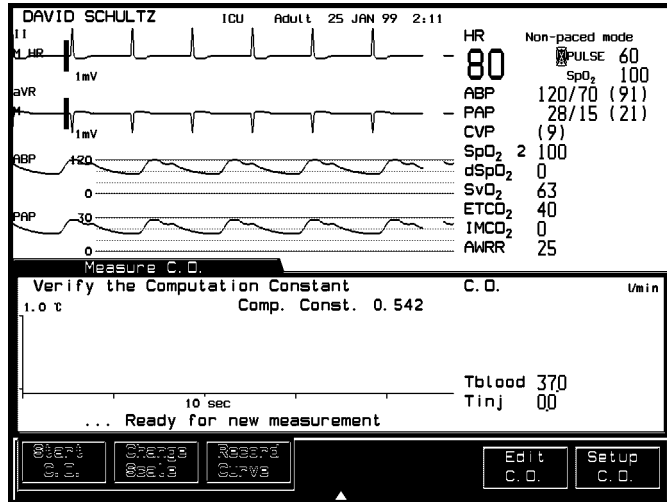 DAVID SCHULTZ ICU Adult 25 JAN 99 2:11
II
M HR
1mV
aVR
M
1mV
ABP 120
0
PAP 30
0
HR Non-paced mode
80 PULSE 60
SpO₂ 100
ABP 120/70 (91)
PAP 28/15 (21)
CVP (9)
SpO₂ 2 100
dSpO₂ 0
SvO₂ 63
ETCO₂ 40
IMCO₂ 0
AWRR 25
Measure C.O.
Verify the Computation Constant
1.0 °C Comp. Const. 0.542
10 sec
... Ready for new measurement
C.O. l/min
Tblood 37.0
Tinj 0.0
Start C.O.
Change Scale
Record Curve
Edit C.O.
Setup C.O.